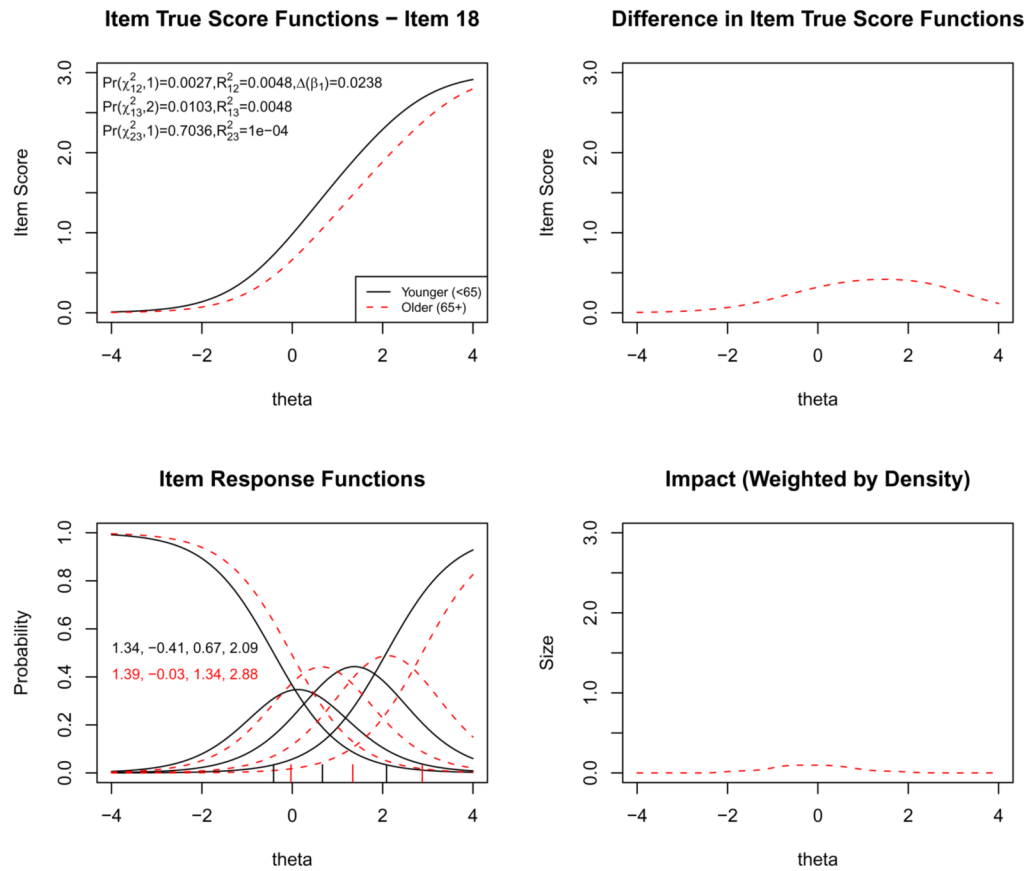 Item True Score Functions − Item 18
Pr(χ²₁₂,1)=0.0027,R²₁₂=0.0048,Δ(β₁)=0.0238
Pr(χ²₁₃,2)=0.0103,R²₁₃=0.0048
Pr(χ²₂₃,1)=0.7036,R²₂₃=1e−04
Item Score
0.0 1.0 2.0 3.0
Younger (<65)
Older (65+)
−4 −2 0 2 4
theta
Difference in Item True Score Functions
Item Score
0.0 1.0 2.0 3.0
−4 −2 0 2 4
theta
Item Response Functions
Probability
0.0 0.2 0.4 0.6 0.8 1.0
1.34, −0.41, 0.67, 2.09
1.39, −0.03, 1.34, 2.88
−4 −2 0 2 4
theta
Impact (Weighted by Density)
Size
0.0 1.0 2.0 3.0
−4 −2 0 2 4
theta